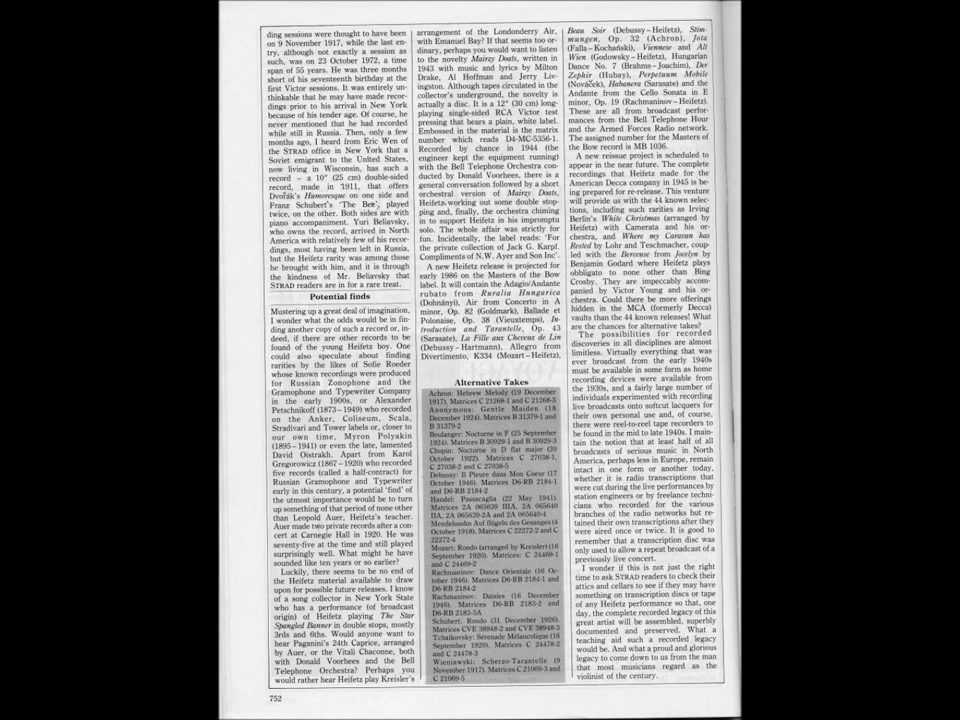 ding sessions were thought to have been
on 9 November 1917, while the last en-
try, although not exactly a session as
such, was on 23 October 1972, a time
span of 55 years. He was three months
short of his seventeenth birthday at the
first Victor sessions. It was entirely un-
thinkable that he may have made recor-
dings prior to his arrival in New York
because of his tender age. Of course, he
never mentioned that he had recorded
while still in Russia. Then, only a few
months ago, I heard from Eric Wen of
the STRAD office in New York that a
Soviet emigrant to the United States,
now living in Wisconsin, has such a
record – a 10" (25 cm) double-sided
record, made in 1911, that offers
Dvořák's Humoresque on one side and
Franz Schubert's 'The Bee', played
twice, on the other. Both sides are with
piano accompaniment. Yuri Beliavsky,
who owns the record, arrived in North
America with relatively few of his recor-
dings, most having been left in Russia,
but the Heifetz rarity was among those
he brought with him, and it is through
the kindness of Mr. Beliavsky that
STRAD readers are in for a rare treat.
Potential finds
Mustering up a great deal of imagination,
I wonder what the odds would be in fin-
ding another copy of such a record or, in-
deed, if there are other records to be
found of the young Heifetz boy. One
could also speculate about finding
rarities by the likes of Sofie Roeder
whose known recordings were produced
for Russian Zonophone and the
Gramophone and Typewriter Company
in the early 1900s, or Alexander
Petschnikoff (1873–1949) who recorded
on the Anker, Coliseum, Scala,
Stradivari and Tower labels or, closer to
our own time, Myron Polyakin
(1895–1941) or even the late, lamented
David Oistrakh. Apart from Karol
Gregorowicz (1867–1920) who recorded
five records (called a half-contract) for
Russian Gramophone and Typewriter
early in this century, a potential 'find' of
the utmost importance would be to turn
up something of that period of none other
than Leopold Auer, Heifetz's teacher.
Auer made two private records after a con-
cert at Carnegie Hall in 1920. He was
seventy-five at the time and still played
surprisingly well. What might he have
sounded like ten years or so earlier?
Luckily, there seems to be no end of
the Heifetz material available to draw
upon for possible future releases. I know
of a song collector in New York State
who has a performance (of broadcast
origin) of Heifetz playing The Star
Spangled Banner in double stops, mostly
3rds and 6ths. Would anyone want to
hear Paganini's 24th Caprice, arranged
by Auer, or the Vitali Chaconne, both
with Donald Voorhees and the Bell
Telephone Orchestra? Perhaps you
would rather hear Heifetz play Kreisler's
arrangement of the Londonderry Air,
with Emanuel Bay? If that seems too or-
dinary, perhaps you would want to listen
to the novelty Mairzy Doats, written in
1943 with music and lyrics by Milton
Drake, Al Hoffman and Jerry Liv-
ingston. Although tapes circulated in the
collector's underground, the novelty is
actually a disc. It is a 12" (30 cm) long-
playing single-sided RCA Victor test
pressing that bears a plain, white label.
Embossed in the material is the matrix
number which reads D4-MC-5356-1.
Recorded by chance in 1944 (the
engineer kept the equipment running)
with the Bell Telephone Orchestra con-
ducted by Donald Voorhees, there is a
general conversation followed by a short
orchestral version of Mairzy Doats,
Heifetz working out some double stop-
ping and, finally, the orchestra chiming
in to support Heifetz in his impromptu
solo. The whole affair was strictly for
fun. Incidentally, the label reads: 'For
the private collection of Jack G. Karpf.
Compliments of N.W. Ayer and Son Inc'.
A new Heifetz release is projected for
early 1986 on the Masters of the Bow
label. It will contain the Adagio/Andante
rubato from Ruralia Hungarica
(Dohnányi), Air from Concerto in A
minor, Op. 82 (Goldmark), Ballade et
Polonaise, Op. 38 (Vieuxtemps), In-
troduction and Tarantelle, Op. 43
(Sarasate), La Fille aux Cheveux de Lin
(Debussy–Hartmann), Allegro from
Divertimento, K334 (Mozart–Heifetz),
Alternative Takes
Achron: Hebrew Melody (19 December
1917). Matrices C 21268-1 and C 21268-3
Anonymous: Gentle Maiden (18
December 1924). Matrices B 31379-1 and
B 31379-2
Boulanger: Nocturne in F (25 September
1924). Matrices B 30929-1 and B 30929-3
Chopin: Nocturne in D flat major (20
October 1922). Matrices C 27038-1,
C 27038-2 and C 27038-5
Debussy: Il Pleure dans Mon Coeur (17
October 1946). Matrices D6-RB 2184-1
and D6-RB 2184-2
Handel: Passacaglia (22 May 1941).
Matrices 2A 065639 IIIA, 2A 065640
IIA, 2A 065639-2A and 2A 065640-4
Mendelssohn Auf flügeln des Gesanges (4
October 1918). Matrices C 22272-2 and C
22272-4
Mozart: Rondo (arranged by Kreisler) (16
September 1920). Matrices: C 24469-1
and C 24469-2
Rachmaninov: Dance Orientale (16 Oc-
tober 1946). Matrices D6-RB 2184-1 and
D6-RB 2184-2
Rachmaninov: Daisies (16 December
1946). Matrices D6-RB 2183-2 and
D6-RB 2183-3A
Schubert: Rondo (31 December 1926).
Matrices CVE 38948-2 and CVE 38948-3
Tchaikovsky: Sérénade Mélancolique (16
September 1920). Matrices C 24478-2
and C 24478-3
Wieniawski: Scherzo-Tarantelle (9
November 1917). Matrices C 21069-3 and
C 21069-5
Beau Soir (Debussy–Heifetz), Stim-
mungen, Op. 32 (Achron), Jota
(Falla–Kochański), Viennese and Alt
Wien (Godowsky–Heifetz), Hungarian
Dance No. 7 (Brahms–Joachim), Der
Zephir (Hubay), Perpetuum Mobile
(Nováček), Habanera (Sarasate) and the
Andante from the Cello Sonata in E
minor, Op. 19 (Rachmaninov–Heifetz).
These are all from broadcast perfor-
mances from the Bell Telephone Hour
and the Armed Forces Radio network.
The assigned number for the Masters of
the Bow record is MB 1036.
A new reissue project is scheduled to
appear in the near future. The complete
recordings that Heifetz made for the
American Decca company in 1945 is be-
ing prepared for re-release. This venture
will provide us with the 44 known selec-
tions, including such rarities as Irving
Berlin's White Christmas (arranged by
Heifetz) with Camerata and his or-
chestra, and Where my Caravan has
Rested by Lohr and Teschmacher, coup-
led with the Berceuse from Jocelyn by
Benjamin Godard where Heifetz plays
obbligato to none other than Bing
Crosby. They are impeccably accom-
panied by Victor Young and his or-
chestra. Could there be more offerings
hidden in the MCA (formerly Decca)
vaults than the 44 known releases! What
are the chances for alternative takes?
The possibilities for recorded
discoveries in all disciplines are almost
limitless. Virtually everything that was
ever broadcast from the early 1940s
must be available in some form as home
recording devices were available from
the 1930s, and a fairly large number of
individuals experimented with recording
live broadcasts onto softcut lacquers for
their own personal use and, of course,
there were reel-to-reel tape recorders to
be found in the mid to late 1940s. I main-
tain the notion that at least half of all
broadcasts of serious music in North
America, perhaps less in Europe, remain
intact in one form or another today,
whether it is radio transcriptions that
were cut during the live performances by
station engineers or by freelance techni-
cians who recorded for the various
branches of the radio networks but re-
tained their own transcriptions after they
were aired once or twice. It is good to
remember that a transcription disc was
only used to allow a repeat broadcast of a
previously live concert.
I wonder if this is not just the right
time to ask STRAD readers to check their
attics and cellars to see if they may have
something on transcription discs or tape
of any Heifetz performance so that, one
day, the complete recorded legacy of this
great artist will be assembled, superbly
documented and preserved. What a
teaching aid such a recorded legacy
would be. And what a proud and glorious
legacy to come down to us from the man
that most musicians regard as the
violinist of the century.
752